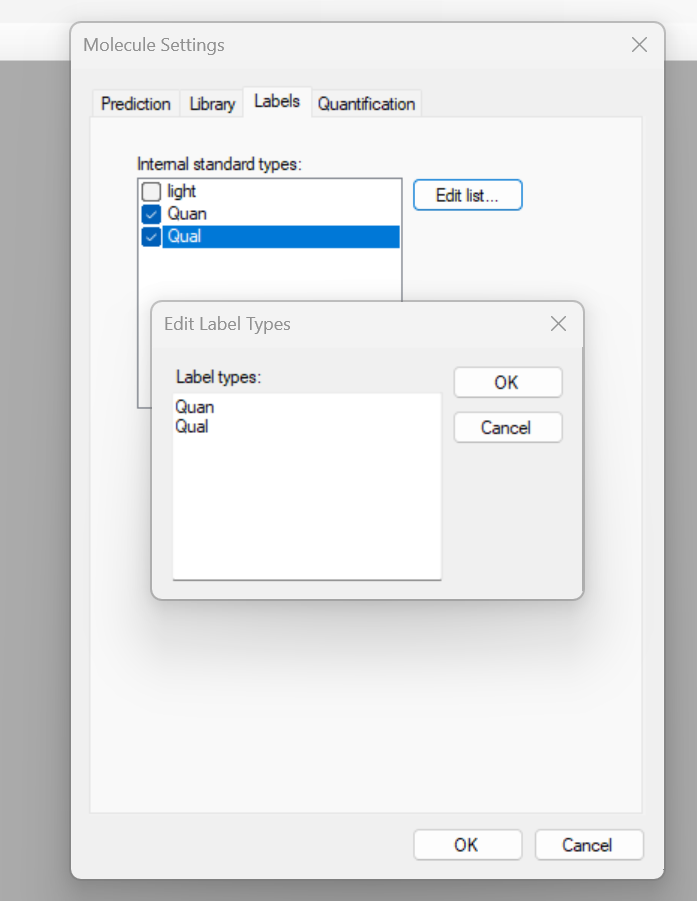 Molecule Settings
Prediction Library Labels Quantification
Internal standard types:
light
Quan
Qual
Edit list...
Edit Label Types
Label types:
Quan
Qual
OK
Cancel
OK Cancel